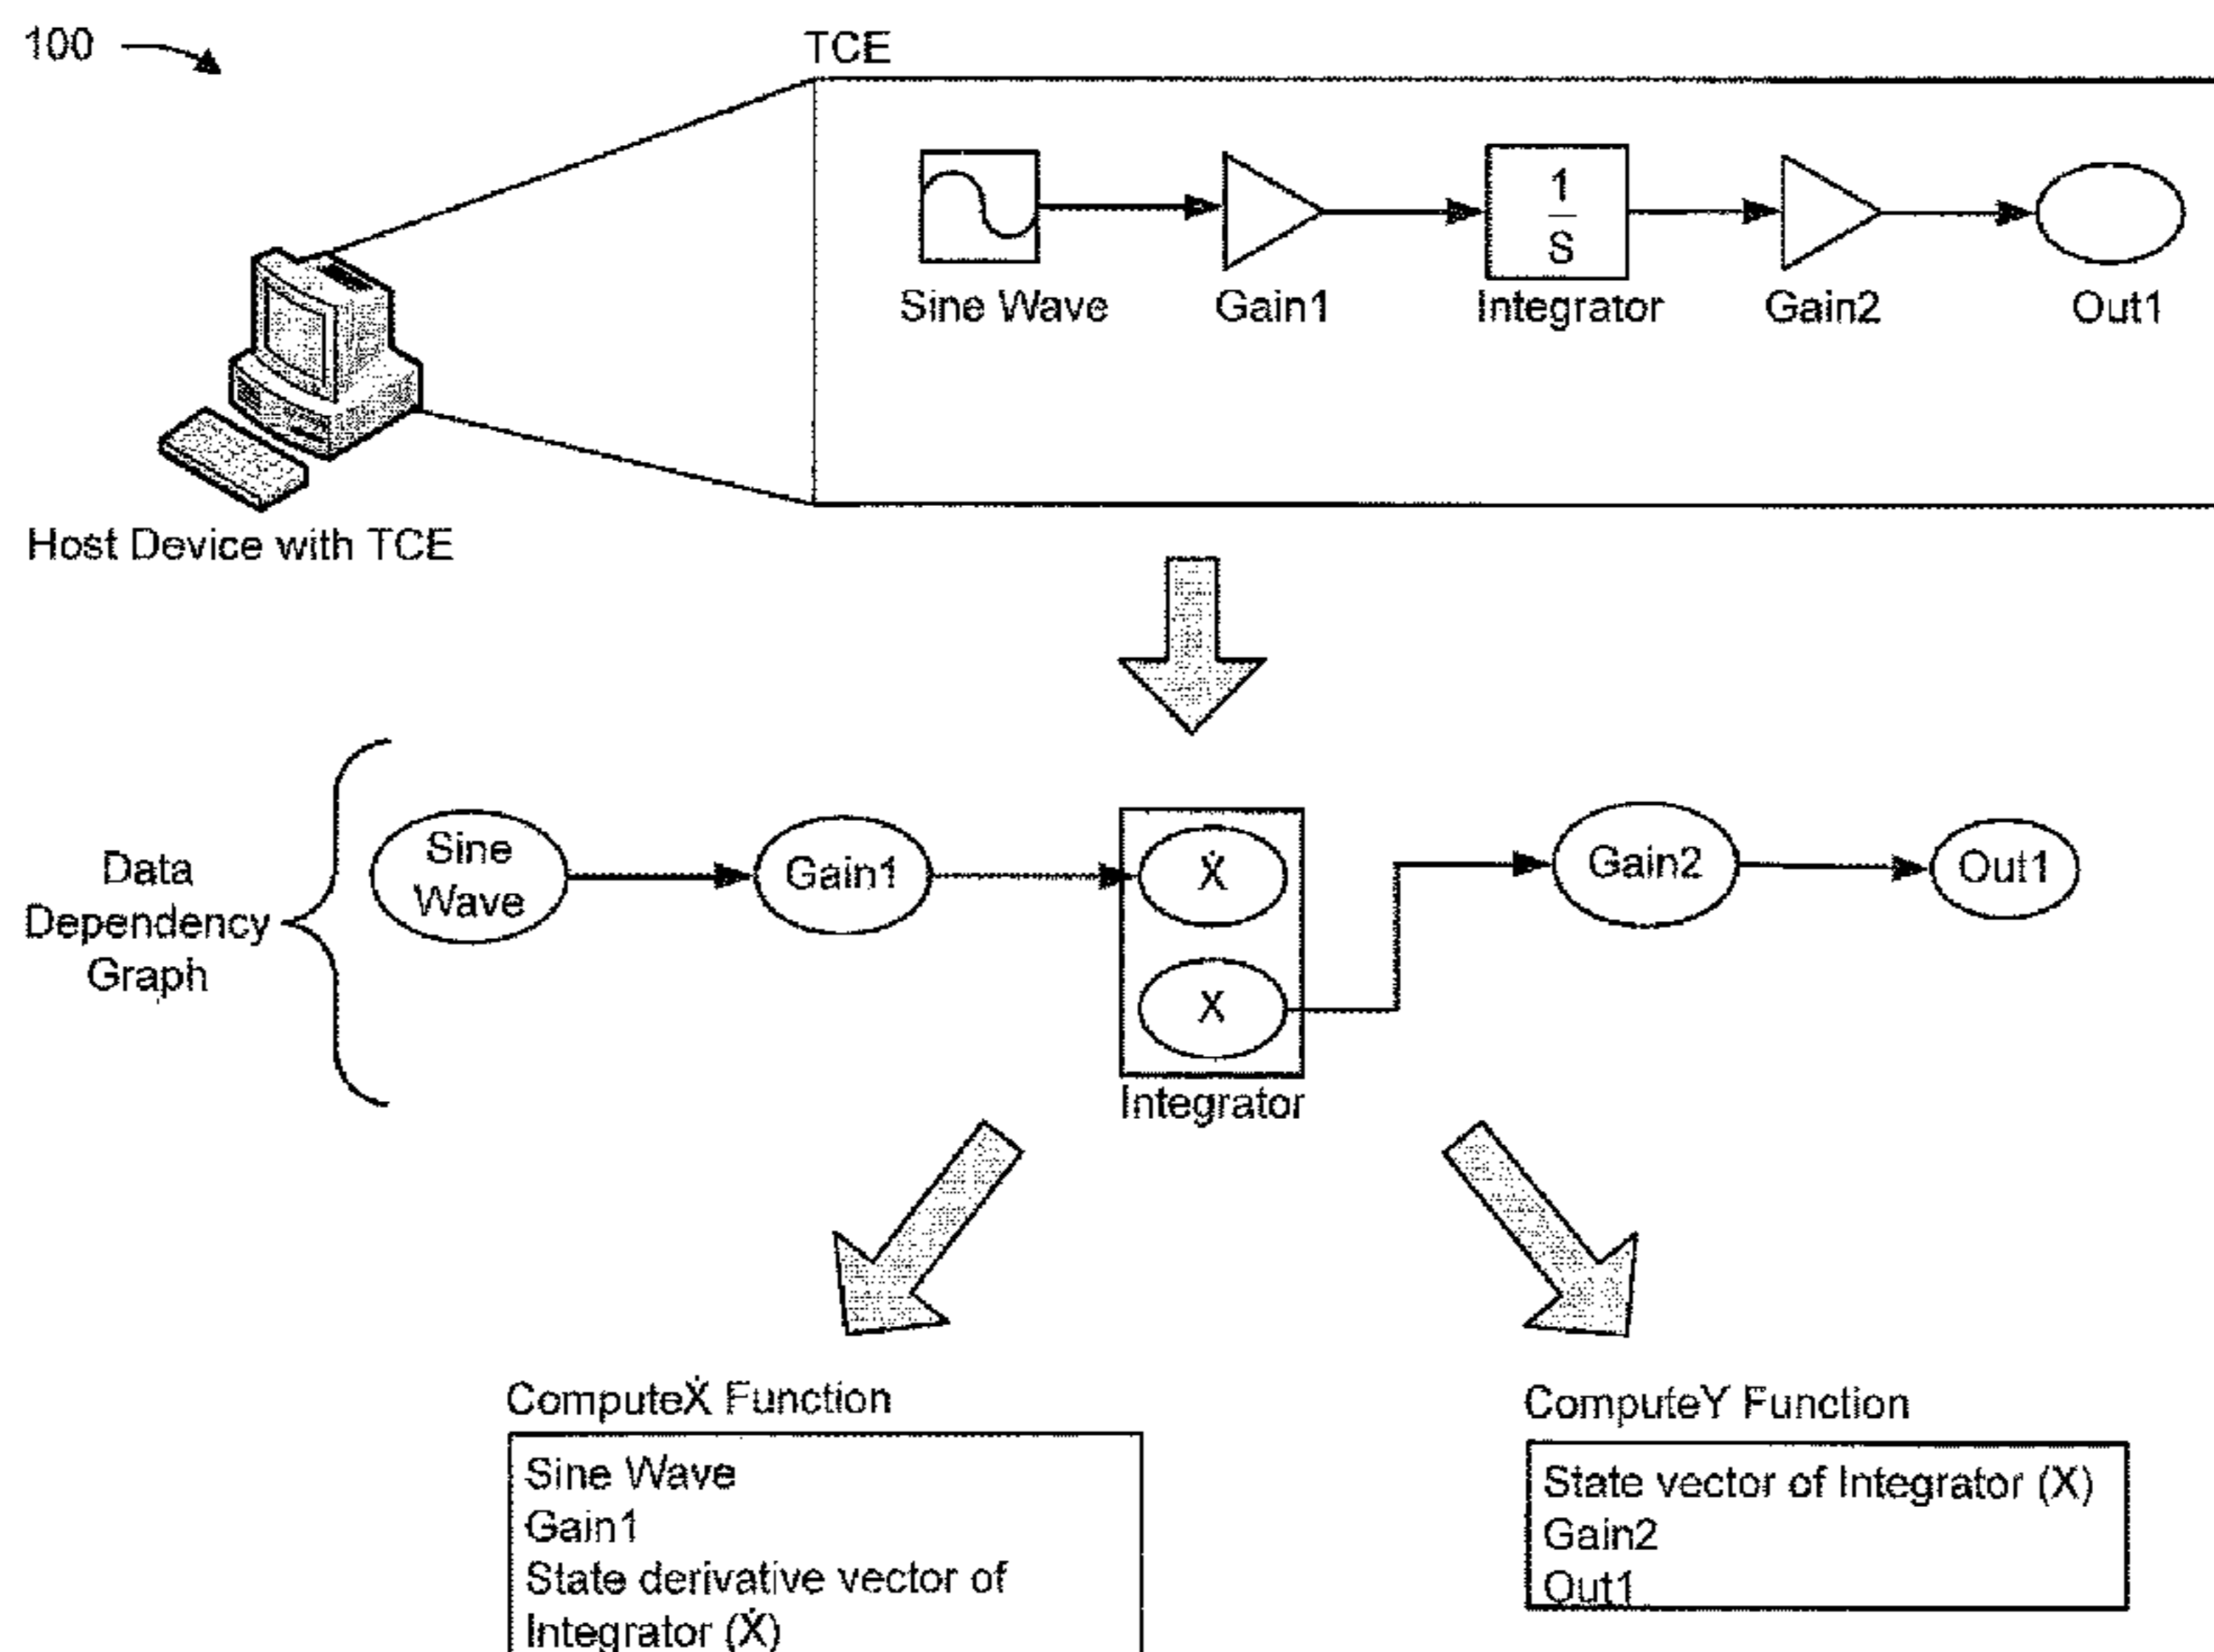 100
TCE
1
S
Sine Wave
Gain1
Integrator
Gain2
Out1
Host Device with TCE
Data
Dependency
Graph
Sine
Wave
Gain1
Ẋ
X
Integrator
Gain2
Out1
ComputeẊ Function
Sine Wave
Gain1
State derivative vector of
Integrator (Ẋ)
ComputeY Function
State vector of Integrator (X)
Gain2
Out1